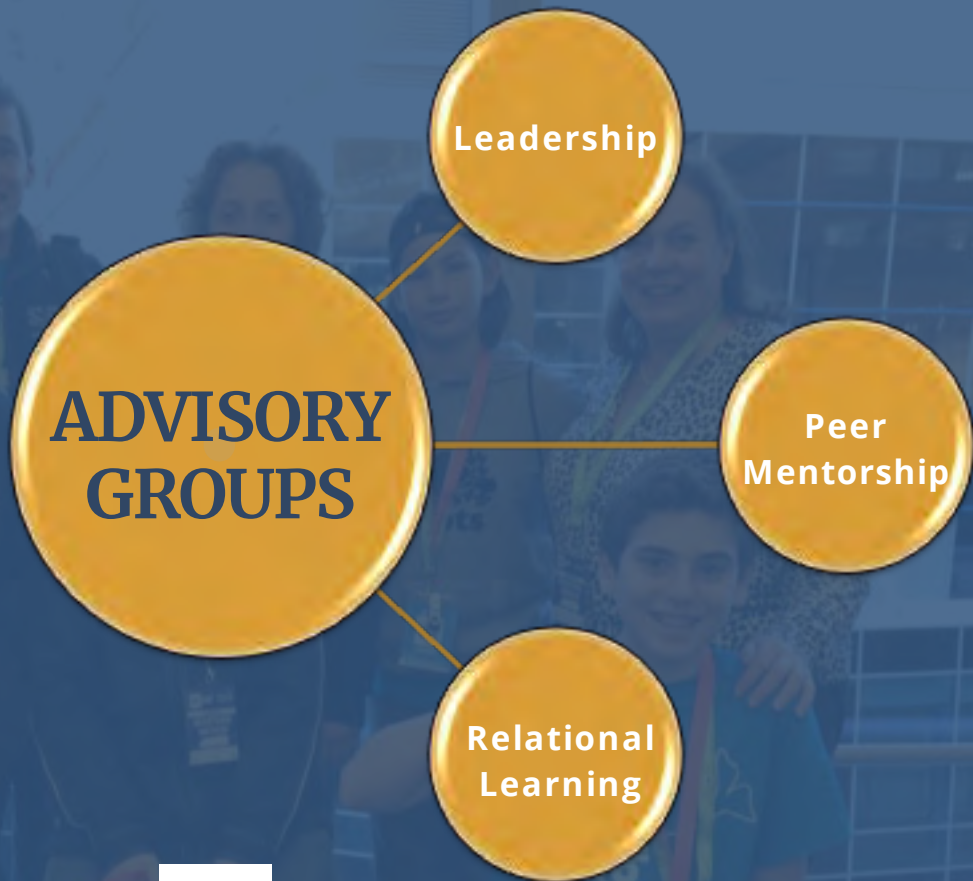 Leadership
ADVISORY
GROUPS
Peer
Mentorship
Relational
Learning